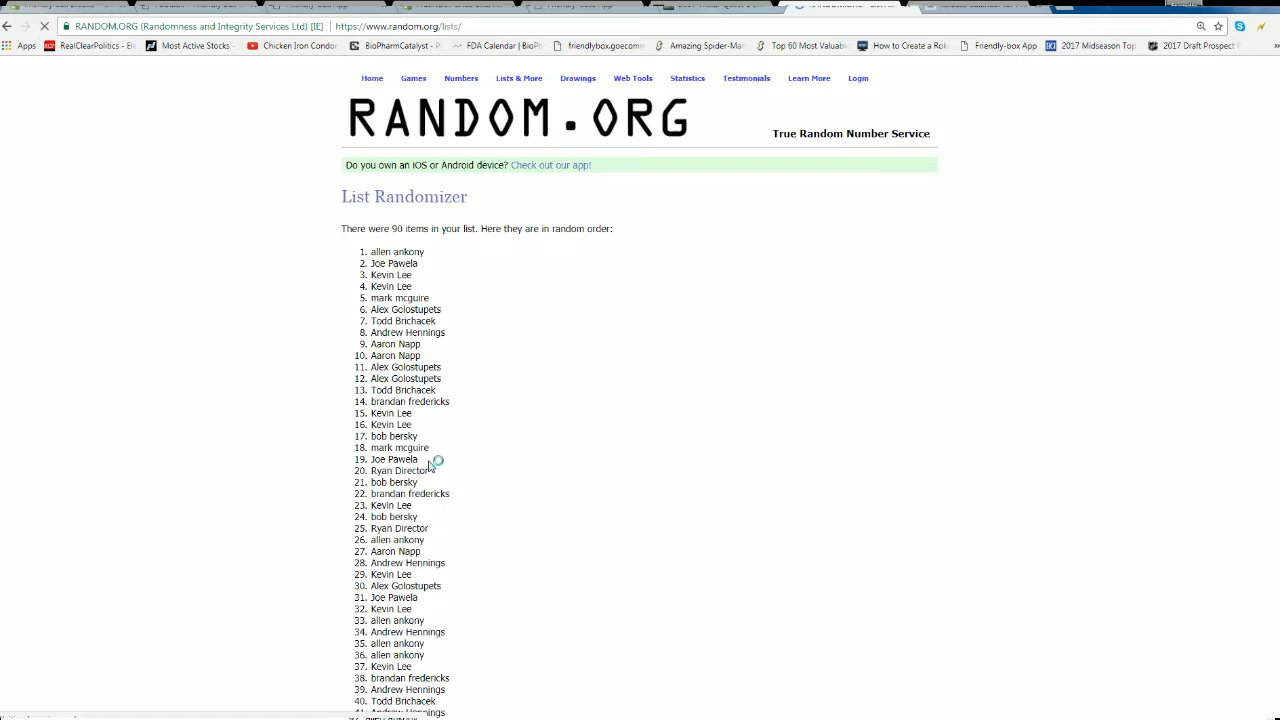 RANDOM.ORG (Randomness and Integrity Services Ltd) [IE] https://www.random.org/lists/
Apps RealClearPolitics - El Most Active Stocks - Chicken Iron Condor BioPharmCatalyst - FDA Calendar | BioP friendlybox.goecomm Amazing Spider-Man Top 60 Most Valuab How to Create a Rok Friendly-box App 2017 Midseason Top 2017 Draft Prospect
Home Games Numbers Lists & More Drawings Web Tools Statistics Testimonials Learn More Login
RANDOM.ORG
True Random Number Service
Do you own an iOS or Android device? Check out our app!
List Randomizer
There were 90 items in your list. Here they are in random order:
1. allen ankony
2. Joe Pawela
3. Kevin Lee
4. Kevin Lee
5. mark mcguire
6. Alex Golostupets
7. Todd Brichacek
8. Andrew Hennings
9. Aaron Napp
10. Aaron Napp
11. Alex Golostupets
12. Alex Golostupets
13. Todd Brichacek
14. brandan fredericks
15. Kevin Lee
16. Kevin Lee
17. bob bersky
18. mark mcguire
19. Joe Pawela
20. Ryan Director
21. bob bersky
22. brandan fredericks
23. Kevin Lee
24. bob bersky
25. Ryan Director
26. allen ankony
27. Aaron Napp
28. Andrew Hennings
29. Kevin Lee
30. Alex Golostupets
31. Joe Pawela
32. Kevin Lee
33. allen ankony
34. Andrew Hennings
35. allen ankony
36. allen ankony
37. Kevin Lee
38. brandan fredericks
39. Andrew Hennings
40. Todd Brichacek
41. Andrew Hennings